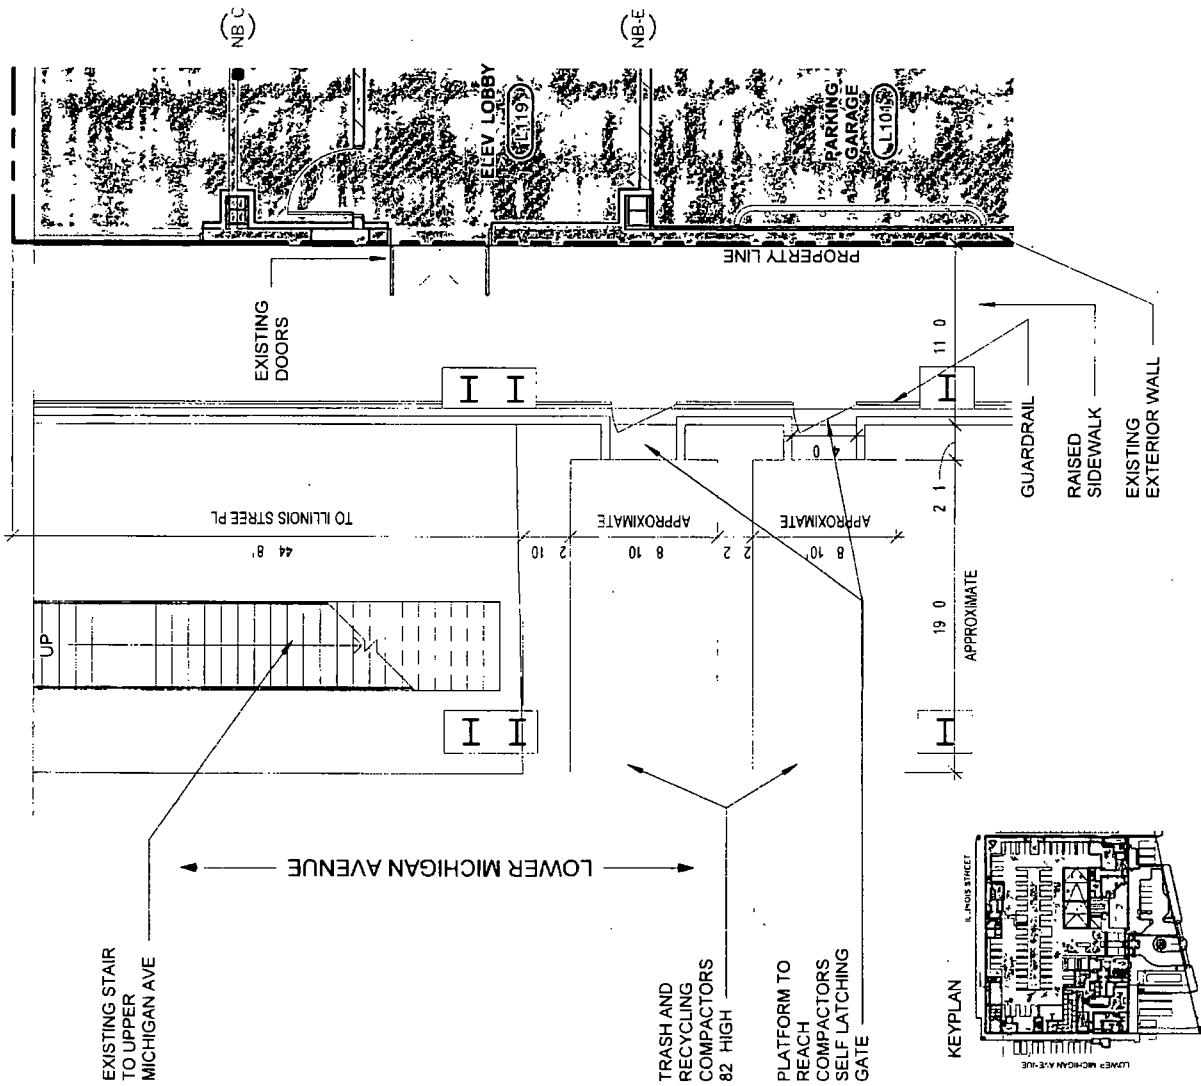 NB C
NB-E
ELEV LOBBY
L119
PARKING
GARAGE
L101
PROPERTY LINE
EXISTING
DOORS
11 0
GUARDRAIL
RAISED
SIDEWALK
EXISTING
EXTERIOR WALL
4 0
2 1
19 0
APPROXIMATE
TO ILLINOIS STREE PL
44 8'
2 10
APPROXIMATE
8 10
2 2
APPROXIMATE
8 10'
UP
LOWER MICHIGAN AVENUE
EXISTING STAIR
TO UPPER
MICHIGAN AVE
TRASH AND
RECYCLING
COMPACTORS
82 HIGH
PLATFORM TO
REACH
COMPACTORS
SELF LATCHING
GATE
KEYPLAN
ILLINOIS STREET
LOWER MICHIGAN AVENUE